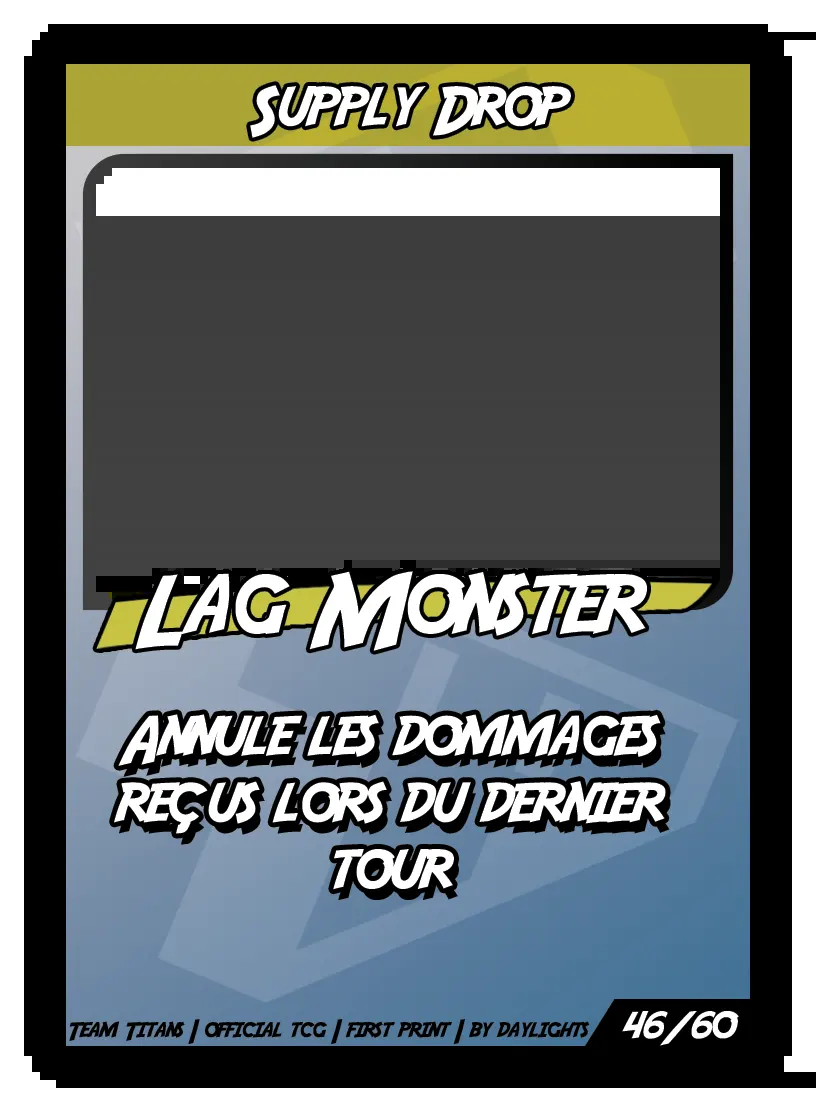 Supply Drop
Lag Monster
Annule les dommages
reçus lors du dernier
tour
Team Titans | official tcg | first print | by daylights
46/60